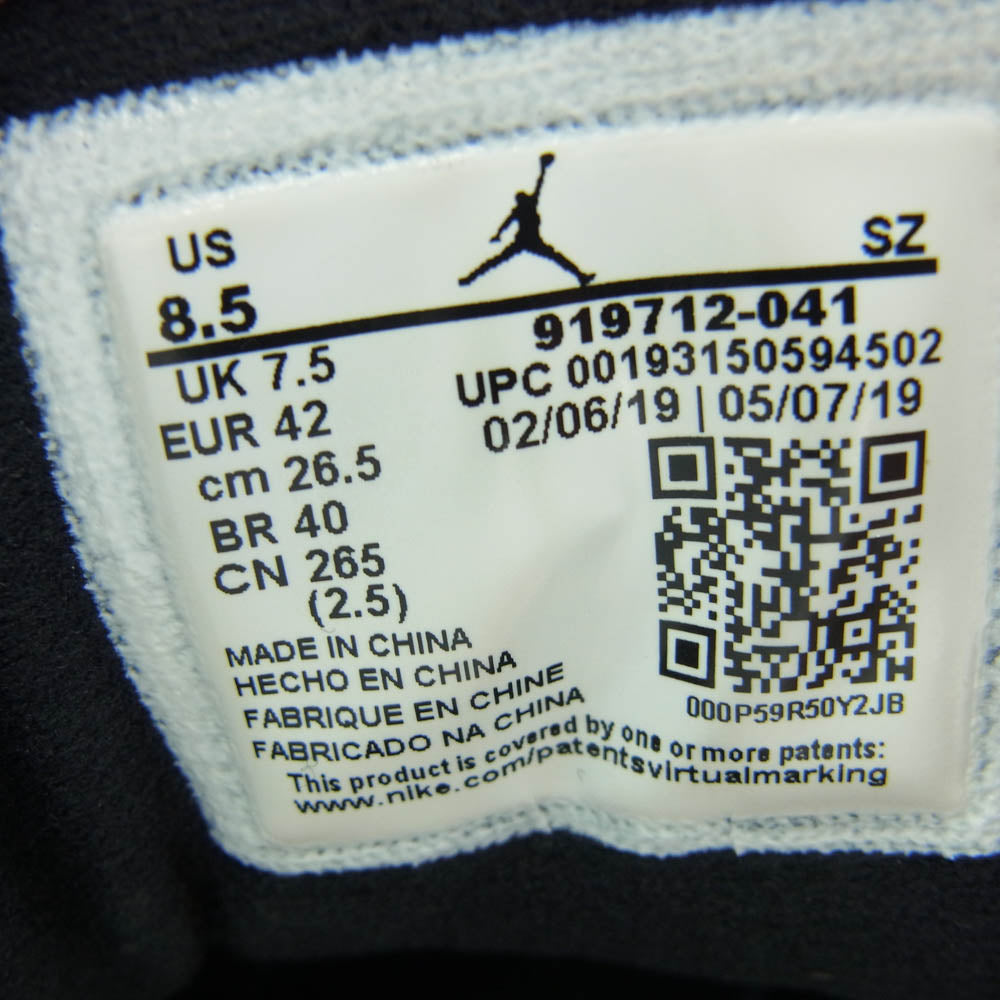 US SZ
8.5 919712-041
UK 7.5 UPC 00193150594502
EUR 42 02/06/19 | 05/07/19
cm 26.5
BR 40
CN 265
(2.5)
000P59R50Y2JB
MADE IN CHINA
HECHO EN CHINA
FABRIQUE EN CHINE
FABRICADO NA CHINA
This product is covered by one or more patents:
www.nike.com/patentsvirtualmarking